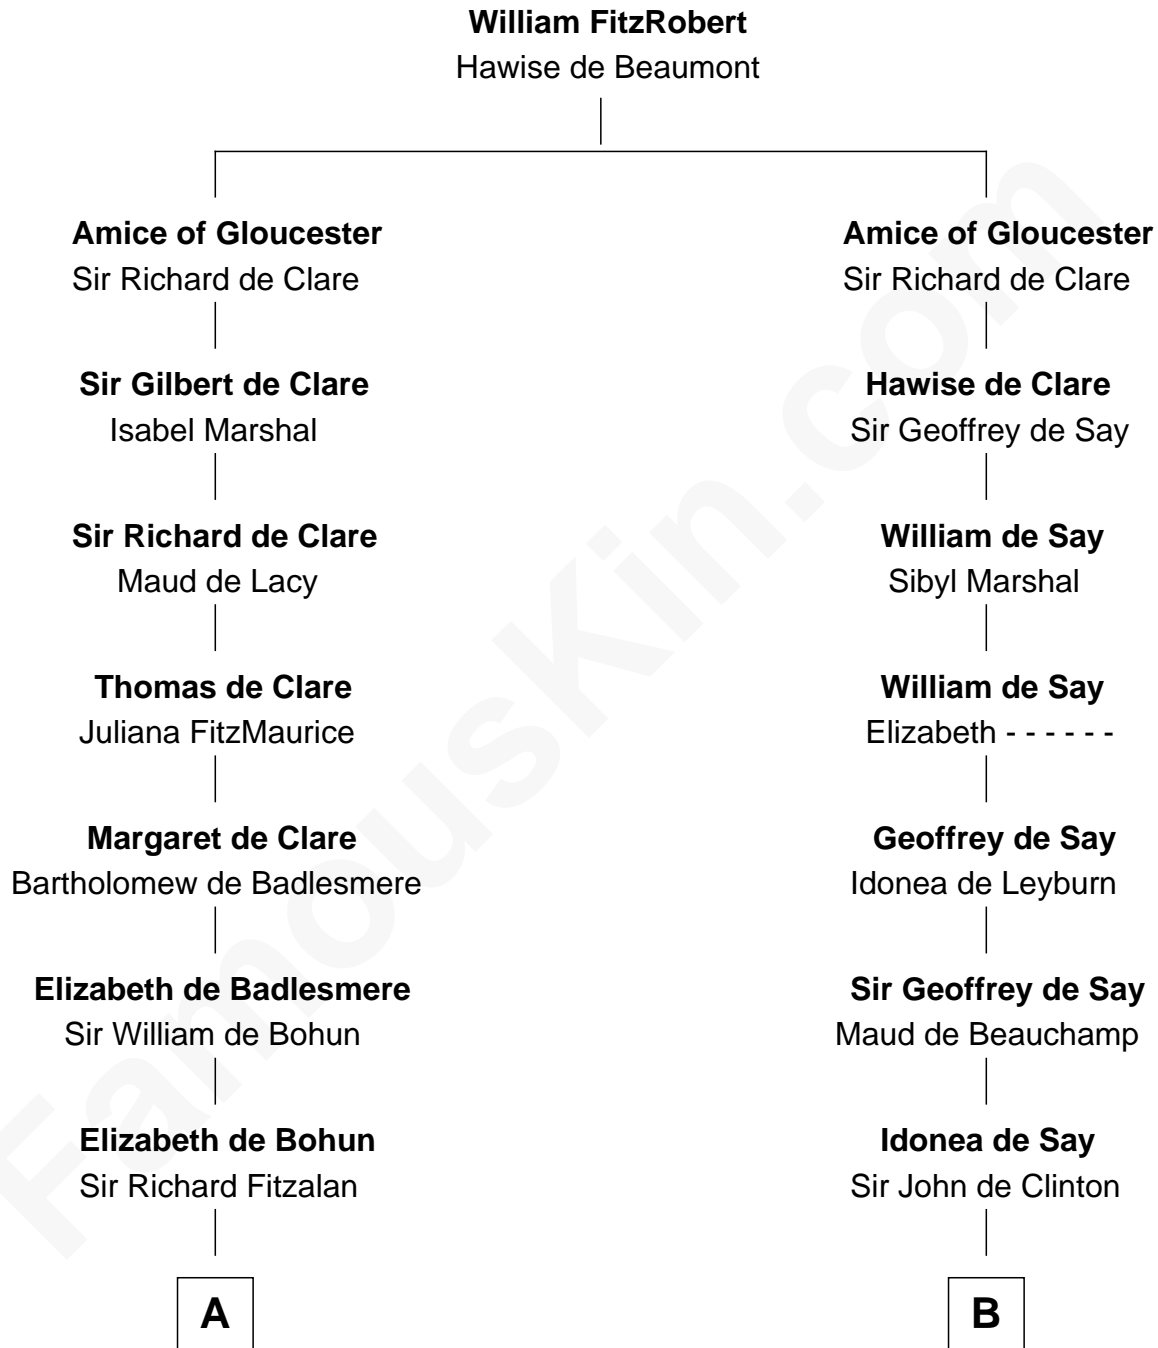 William FitzRobert
Hawise de Beaumont
Amice of Gloucester
Sir Richard de Clare
Amice of Gloucester
Sir Richard de Clare
Sir Gilbert de Clare
Isabel Marshal
Hawise de Clare
Sir Geoffrey de Say
Sir Richard de Clare
Maud de Lacy
William de Say
Sibyl Marshal
Thomas de Clare
Juliana FitzMaurice
William de Say
Elizabeth - - - - - -
Margaret de Clare
Bartholomew de Badlesmere
Geoffrey de Say
Idonea de Leyburn
Elizabeth de Badlesmere
Sir William de Bohun
Sir Geoffrey de Say
Maud de Beauchamp
Elizabeth de Bohun
Sir Richard Fitzalan
Idonea de Say
Sir John de Clinton
A
B
FamousKin.com